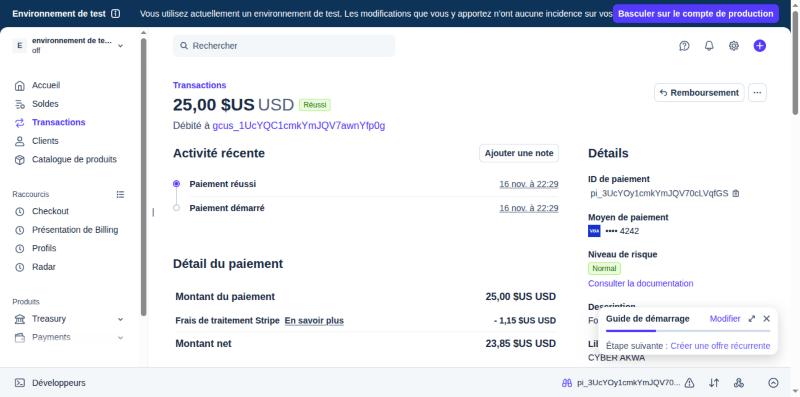 Environnement de test
Vous utilisez actuellement un environnement de test. Les modifications que vous y apportez n'ont aucune incidence sur vos
Basculer sur le compte de production
E
environnement de te...
off
Rechercher
Accueil
Soldes
Transactions
Clients
Catalogue de produits
Raccourcis
Checkout
Présentation de Billing
Profils
Radar
Produits
Treasury
Payments
Transactions
25,00 $US USD
Réussi
Remboursement
Débité à gcus_1UcYQC1cmkYmJQV7awnYfp0g
Activité récente
Ajouter une note
Paiement réussi
16 nov. à 22:29
Paiement démarré
16 nov. à 22:29
Détail du paiement
Montant du paiement
25,00 $US USD
Frais de traitement Stripe En savoir plus
- 1,15 $US USD
Montant net
23,85 $US USD
Détails
ID de paiement
pi_3UcYOy1cmkYmJQV70cLVqfGS
Moyen de paiement
VISA
•••• 4242
Niveau de risque
Normal
Consulter la documentation
Description
Fo
CYBER AKWA
Guide de démarrage
Modifier
Étape suivante : Créer une offre récurrente
Développeurs
pi_3UcYOy1cmkYmJQV70...